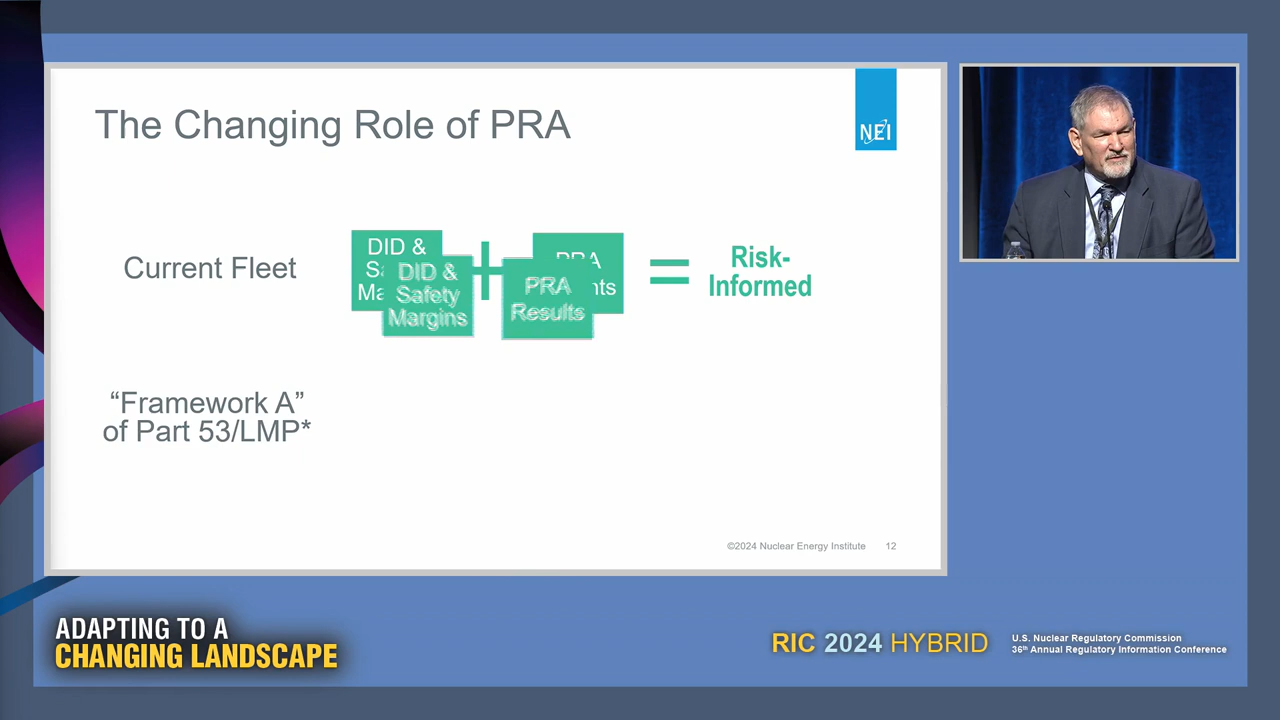 The Changing Role of PRA
NEI
Current Fleet
DID &
DID &
Safety
Margins
+
PRA
PRA
Results
=
Risk-
Informed
“Framework A”
of Part 53/LMP*
©2024 Nuclear Energy Institute 12
ADAPTING TO A
CHANGING LANDSCAPE
RIC 2024 HYBRID
U.S. Nuclear Regulatory Commission
36th Annual Regulatory Information Conference